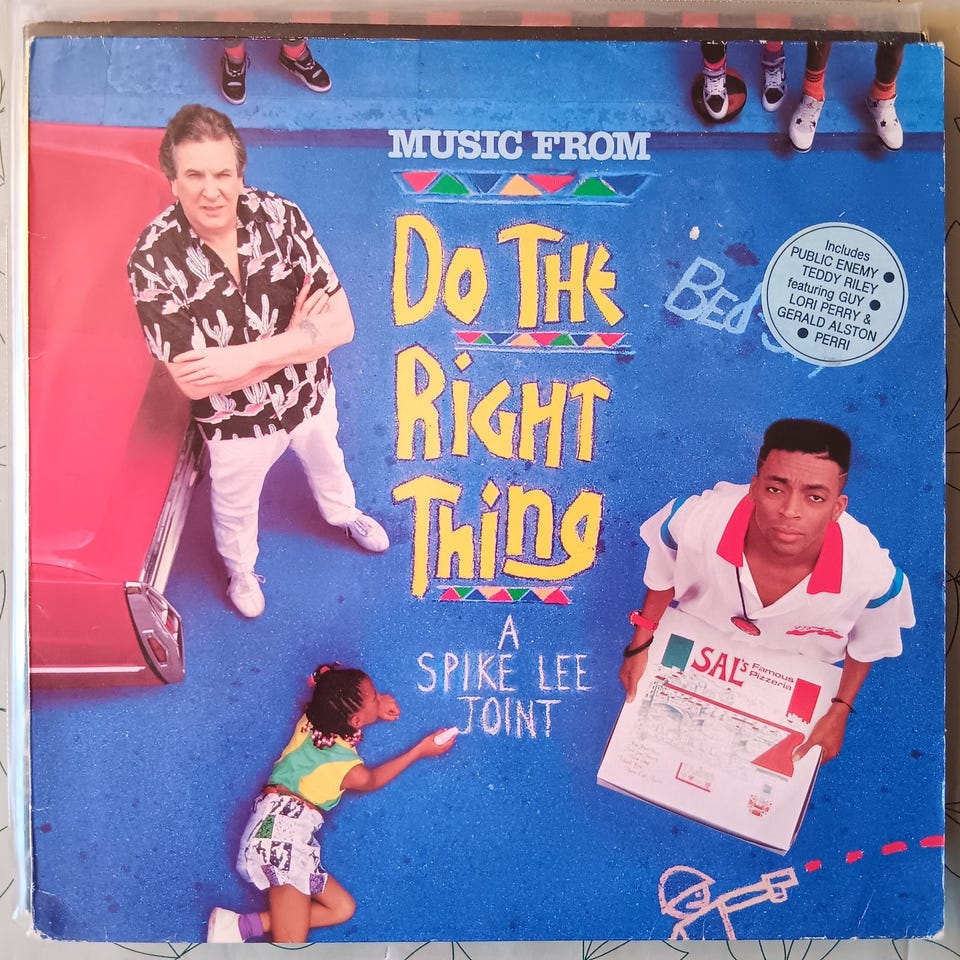 MUSIC FROM
DO THE
RIGHT
THING
A
SPIKE LEE
JOINT
BED
Includes
PUBLIC ENEMY ●
TEDDY RILEY
featuring GUY ●
LORI PERRY &
GERALD ALSTON
● PERRI
SAL's Famous
Pizzeria